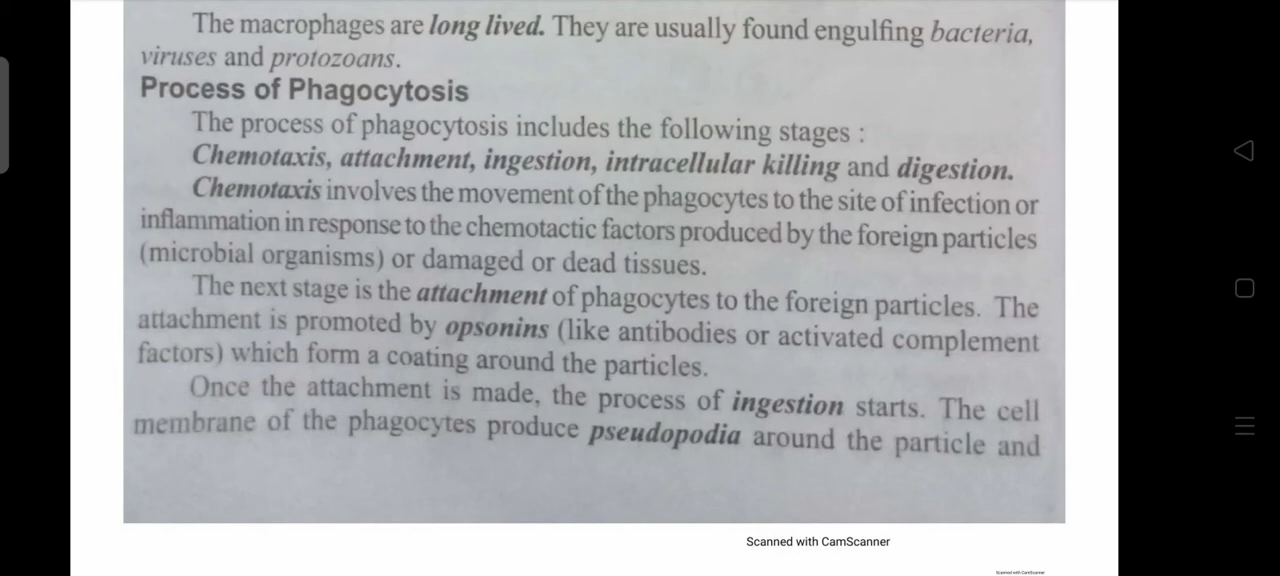 The macrophages are long lived. They are usually found engulfing bacteria,
viruses and protozoans.
Process of Phagocytosis
The process of phagocytosis includes the following stages :
Chemotaxis, attachment, ingestion, intracellular killing and digestion.
Chemotaxis involves the movement of the phagocytes to the site of infection or
inflammation in response to the chemotactic factors produced by the foreign particles
(microbial organisms) or damaged or dead tissues.
The next stage is the attachment of phagocytes to the foreign particles. The
attachment is promoted by opsonins (like antibodies or activated complement
factors) which form a coating around the particles.
Once the attachment is made, the process of ingestion starts. The cell
membrane of the phagocytes produce pseudopodia around the particle and
Scanned with CamScanner
Scanned with CamScanner